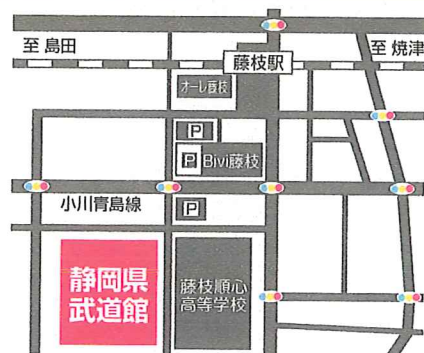 至 島田
藤枝駅
至 焼津
オーレ藤枝
P
P Bivi藤枝
小川青島線
P
静岡県
武道館
藤枝順心
高等学校